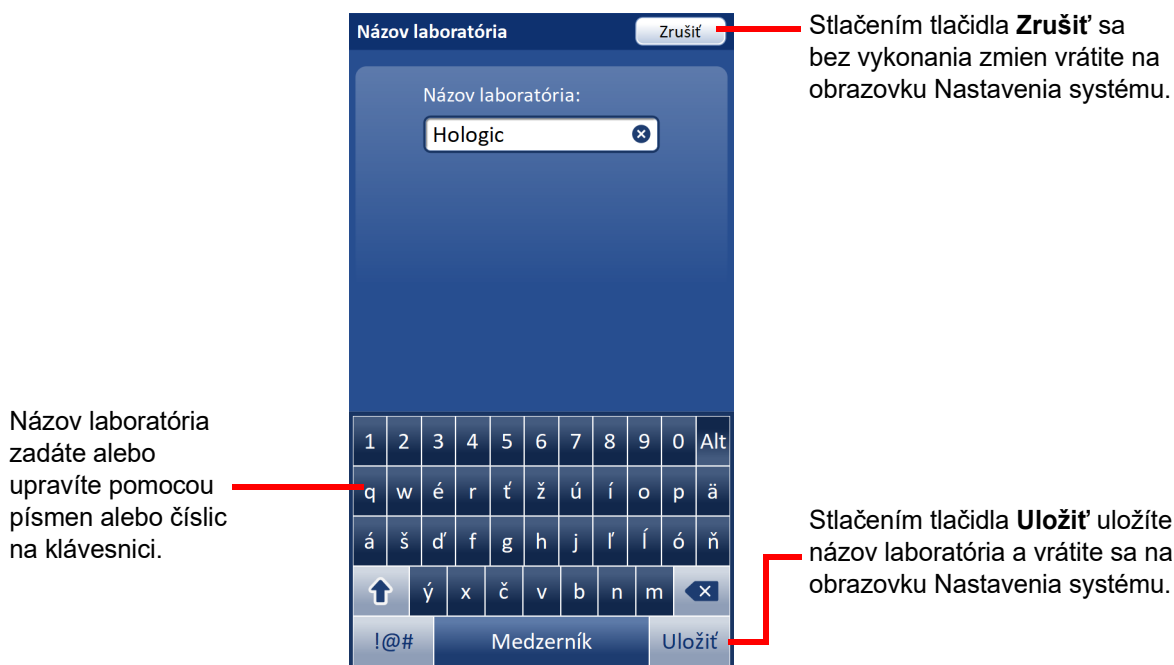 Názov laboratória
Zrušiť
Názov laboratória:
Hologic
Stlačením tlačidla Zrušiť sa
bez vykonania zmien vrátite na
obrazovku Nastavenia systému.
Názov laboratória
zadáte alebo
upravíte pomocou
písmen alebo číslic
na klávesnici.
1 2 3 4 5 6 7 8 9 0 Alt
q w é r ť ž ú í o p ä
á š ď f g h j ľ ĺ ó ň
ý x č v b n m
!@# Medzerník Uložiť
Stlačením tlačidla Uložiť uložíte
názov laboratória a vrátite sa na
obrazovku Nastavenia systému.